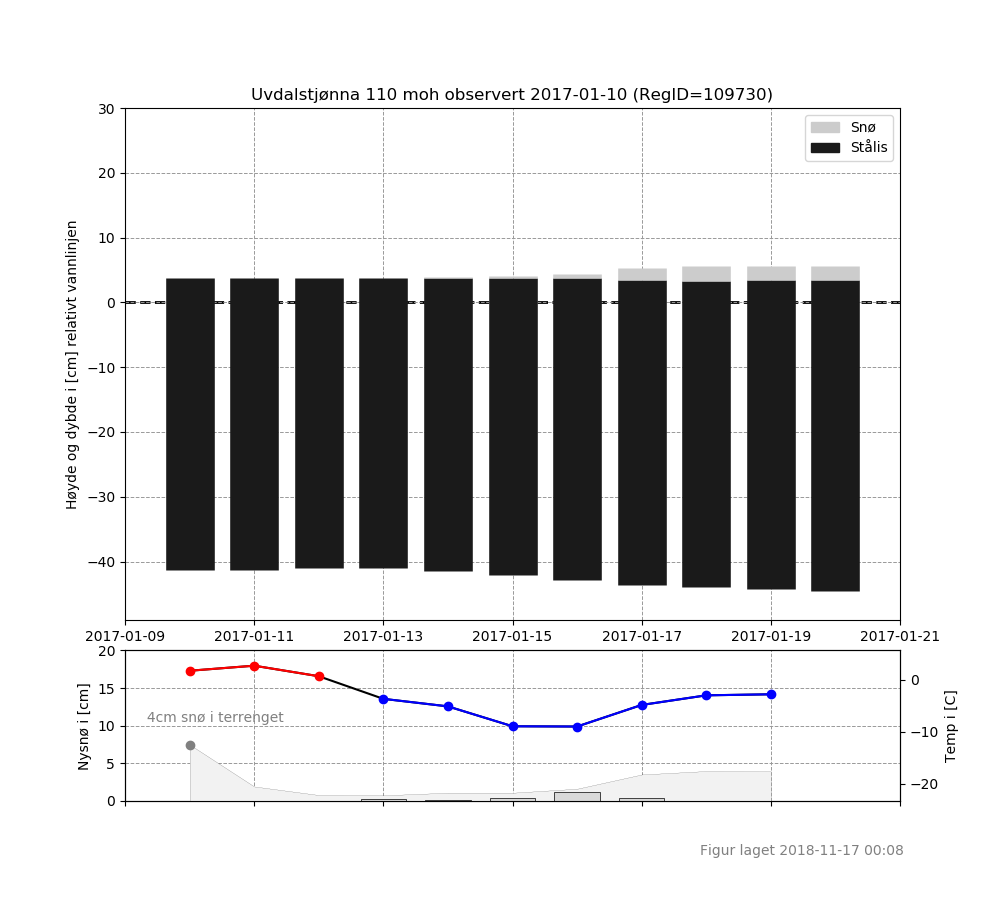 Uvdalstjønna 110 moh observert 2017-01-10 (RegID=109730)
Snø
Stålis
Høyde og dybde i [cm] relativt vannlinjen
30
20
10
0
−10
−20
−30
−40
2017-01-09
2017-01-11
2017-01-13
2017-01-15
2017-01-17
2017-01-19
2017-01-21
Nysnø i [cm]
20
15
10
5
0
4cm snø i terrenget
0
−10
−20
Temp i [C]
Figur laget 2018-11-17 00:08